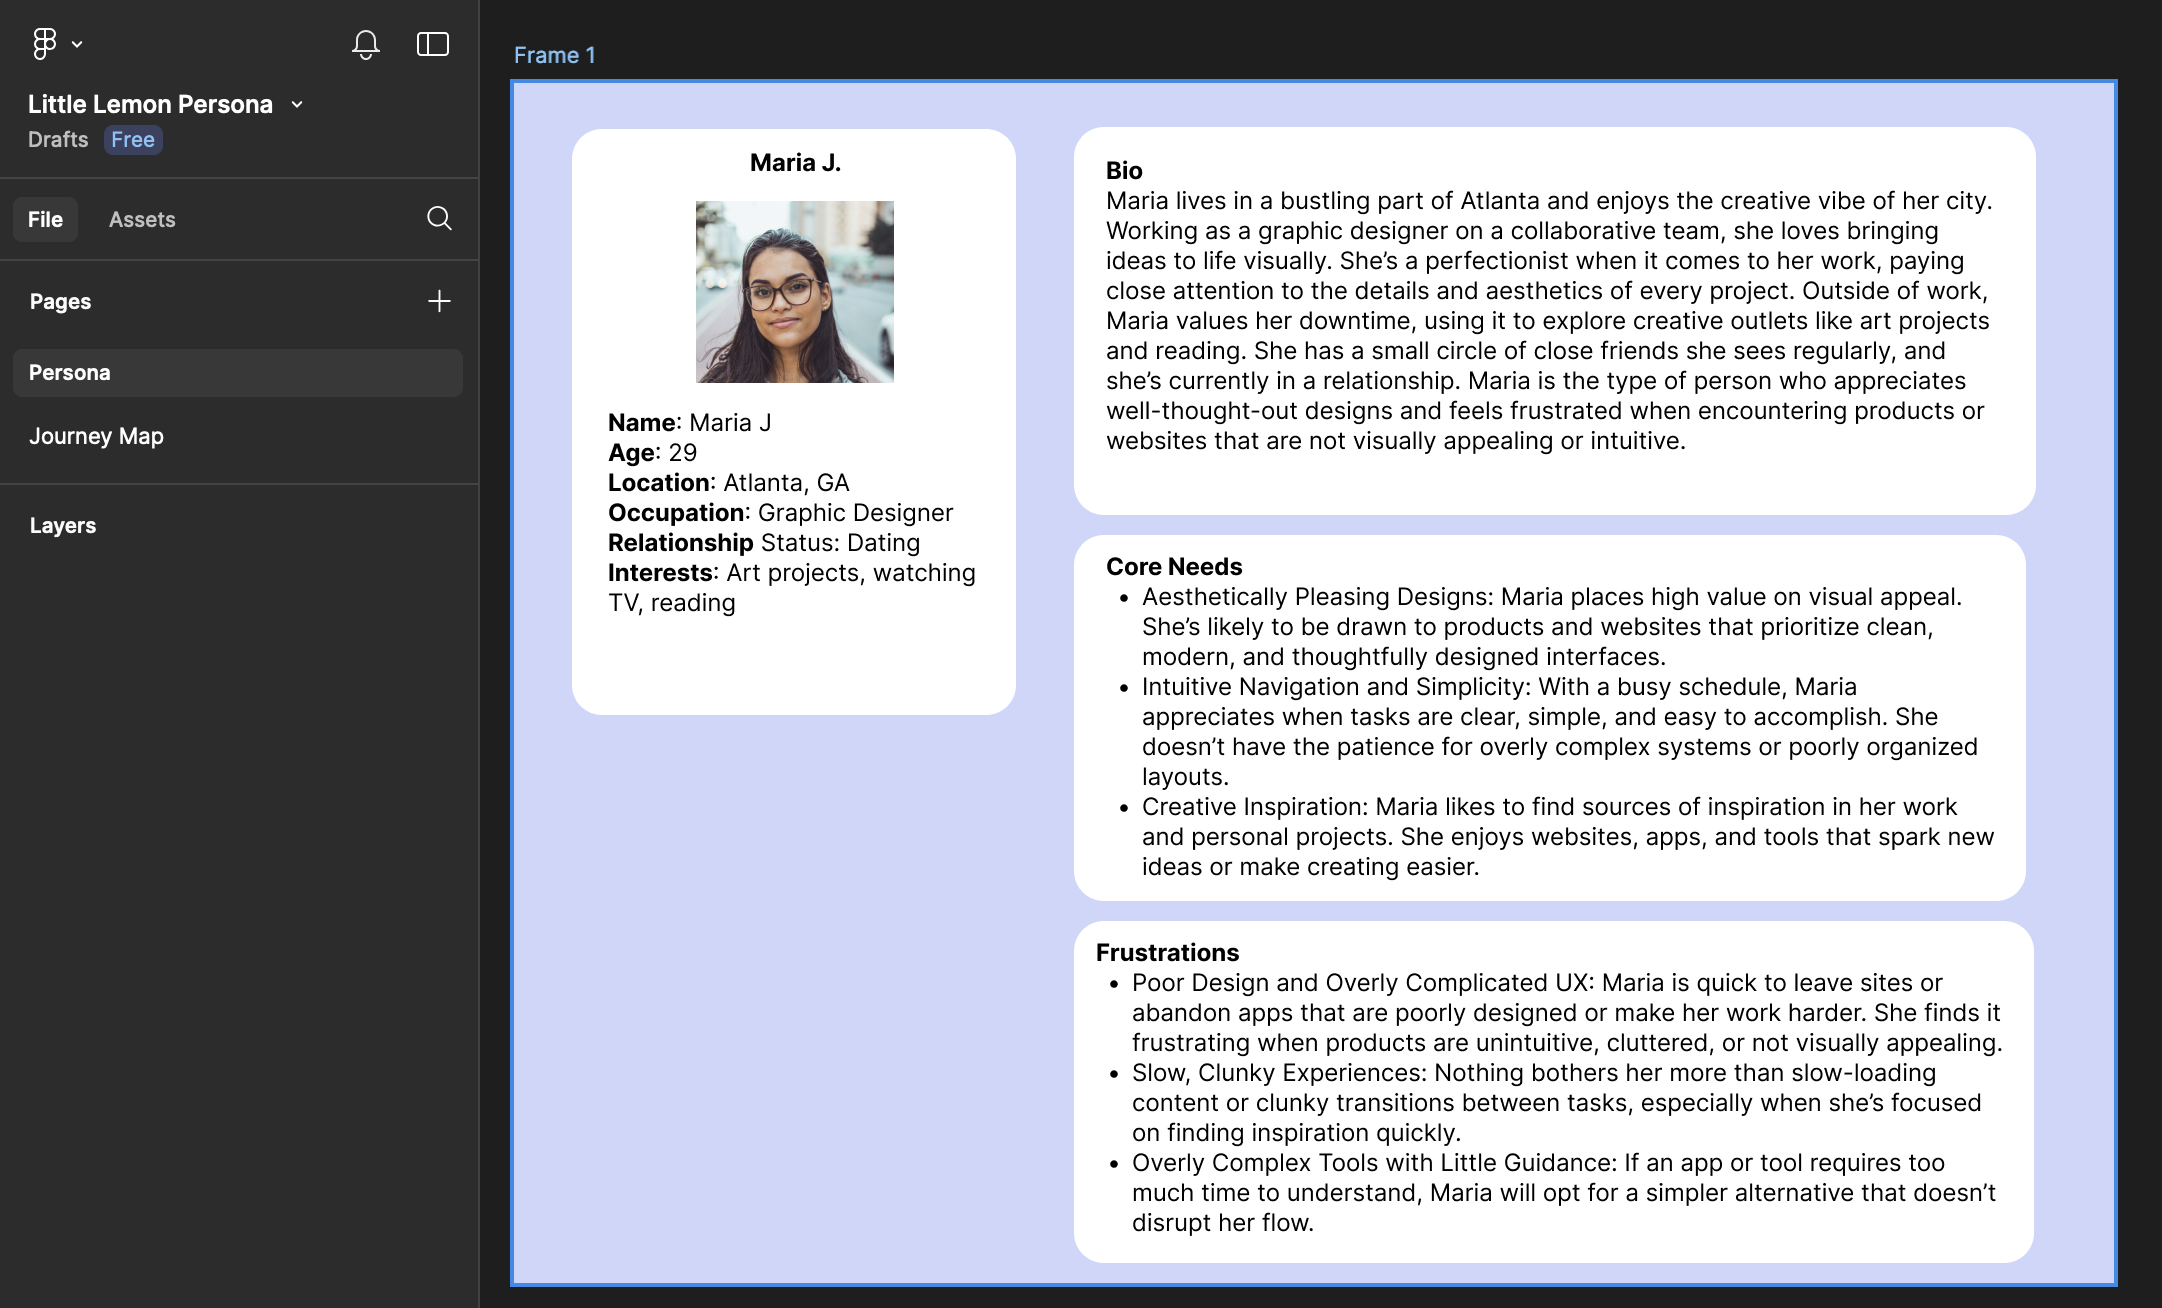 Little Lemon Persona
Drafts Free
File Assets
Pages
Persona
Journey Map
Layers
Frame 1
Maria J.
Name: Maria J
Age: 29
Location: Atlanta, GA
Occupation: Graphic Designer
Relationship Status: Dating
Interests: Art projects, watching
TV, reading
Bio
Maria lives in a bustling part of Atlanta and enjoys the creative vibe of her city.
Working as a graphic designer on a collaborative team, she loves bringing
ideas to life visually. She’s a perfectionist when it comes to her work, paying
close attention to the details and aesthetics of every project. Outside of work,
Maria values her downtime, using it to explore creative outlets like art projects
and reading. She has a small circle of close friends she sees regularly, and
she’s currently in a relationship. Maria is the type of person who appreciates
well-thought-out designs and feels frustrated when encountering products or
websites that are not visually appealing or intuitive.
Core Needs
• Aesthetically Pleasing Designs: Maria places high value on visual appeal.
She’s likely to be drawn to products and websites that prioritize clean,
modern, and thoughtfully designed interfaces.
• Intuitive Navigation and Simplicity: With a busy schedule, Maria
appreciates when tasks are clear, simple, and easy to accomplish. She
doesn’t have the patience for overly complex systems or poorly organized
layouts.
• Creative Inspiration: Maria likes to find sources of inspiration in her work
and personal projects. She enjoys websites, apps, and tools that spark new
ideas or make creating easier.
Frustrations
• Poor Design and Overly Complicated UX: Maria is quick to leave sites or
abandon apps that are poorly designed or make her work harder. She finds it
frustrating when products are unintuitive, cluttered, or not visually appealing.
• Slow, Clunky Experiences: Nothing bothers her more than slow-loading
content or clunky transitions between tasks, especially when she’s focused
on finding inspiration quickly.
• Overly Complex Tools with Little Guidance: If an app or tool requires too
much time to understand, Maria will opt for a simpler alternative that doesn’t
disrupt her flow.